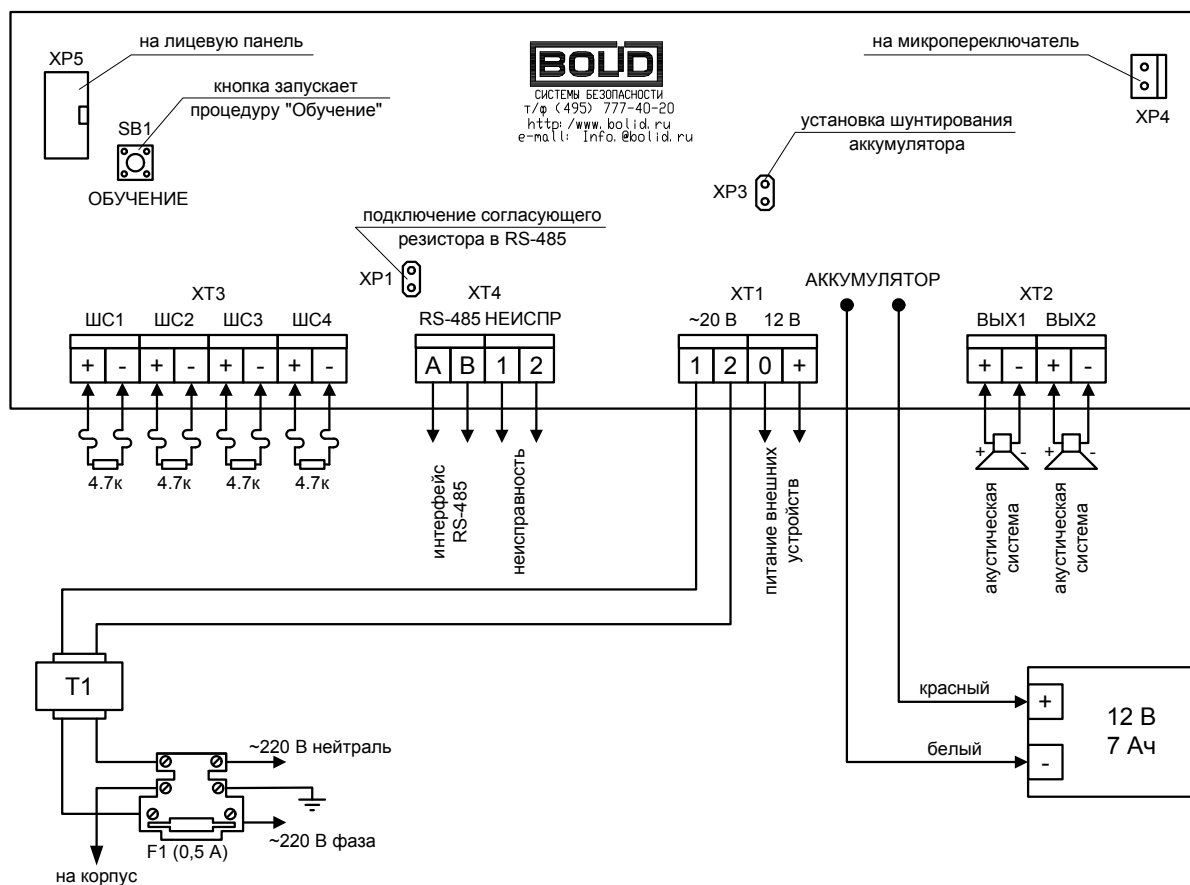 на лицевую панель
XP5
кнопка запускает
процедуру "Обучение"
SB1
ОБУЧЕНИЕ
BOLID
СИСТЕМЫ БЕЗОПАСНОСТИ
т/ф (495) 777-40-20
http:/www.bolid.ru
e-mall: Info.@bolid.ru
на микропереключатель
XP4
установка шунтирования
аккумулятора
XP3
подключение согласующего
резистора в RS-485
XP1
XT3
ШС1 ШС2 ШС3 ШС4
+ - + - + - + -
4.7к 4.7к 4.7к 4.7к
XT4
RS-485 НЕИСПР
A B 1 2
интерфейс
RS-485
неисправность
XT1
~20 В 12 В
1 2 0 +
питание внешних
устройств
АККУМУЛЯТОР
XT2
ВЫХ1 ВЫХ2
+ - + -
+ - + -
акустическая
система
акустическая
система
T1
~220 В нейтраль
~220 В фаза
F1 (0,5 А)
на корпус
красный
белый
+
-
12 В
7 Ач